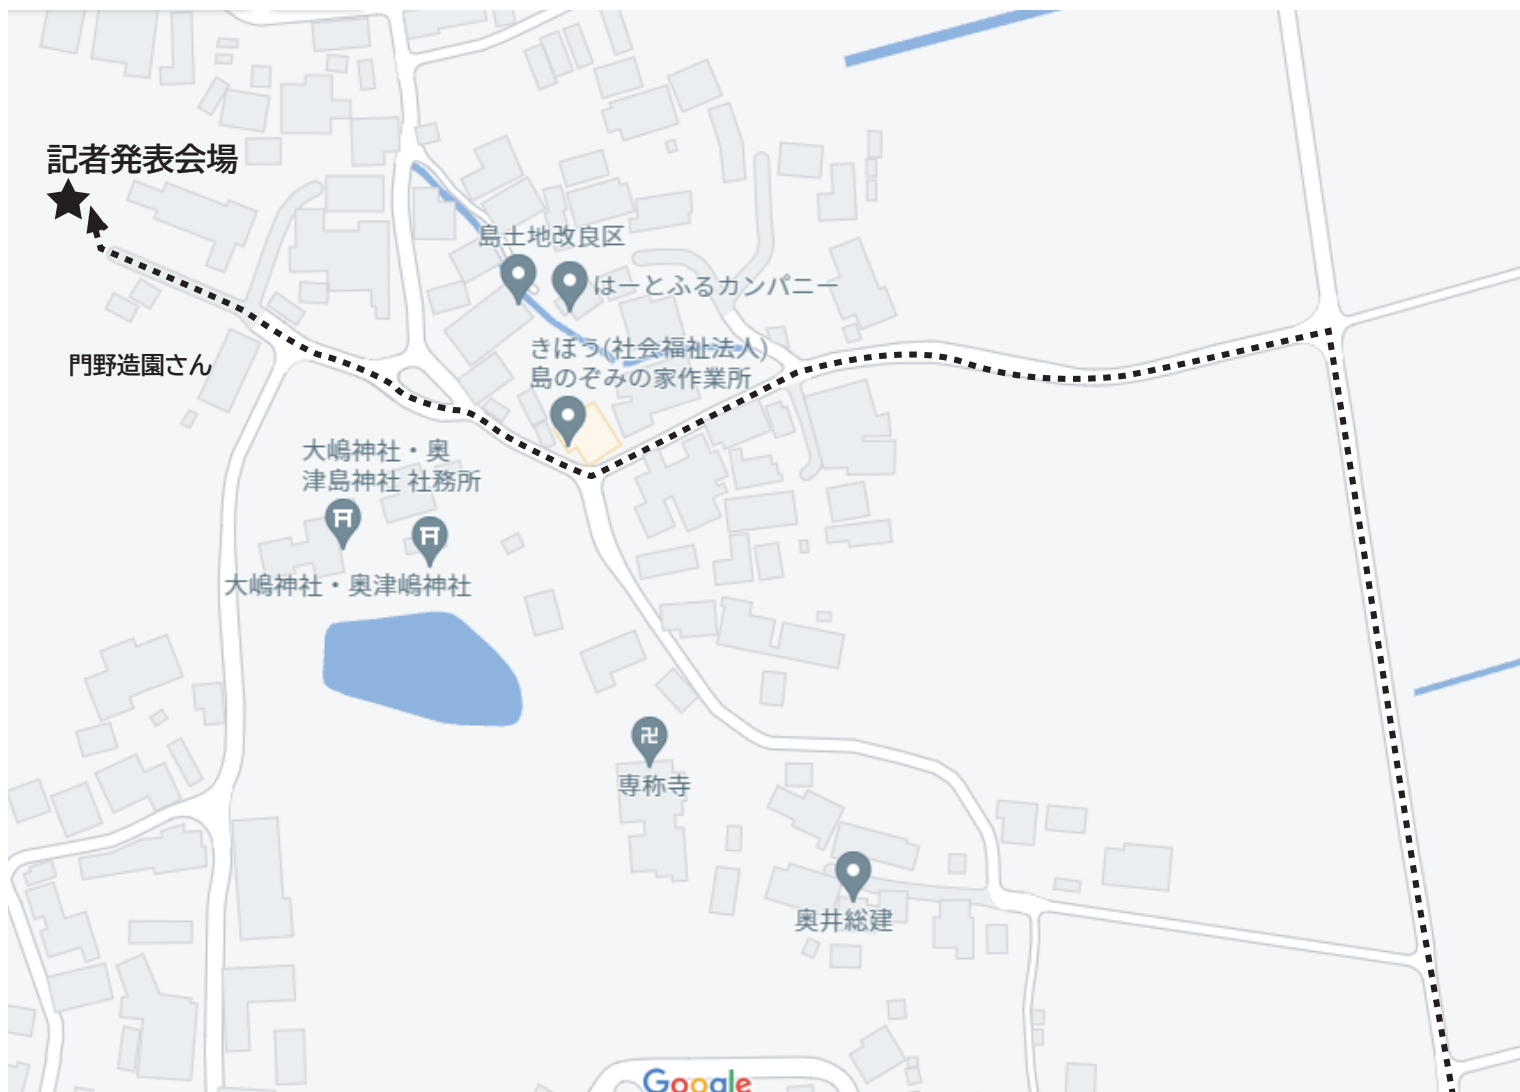 記者発表会場
島土地改良区
はーとふるカンパニー
きぼう(社会福祉法人)
島のぞみの家作業所
門野造園さん
大嶋神社・奥
津島神社 社務所
大嶋神社・奥津嶋神社
専称寺
奥井総建
Google